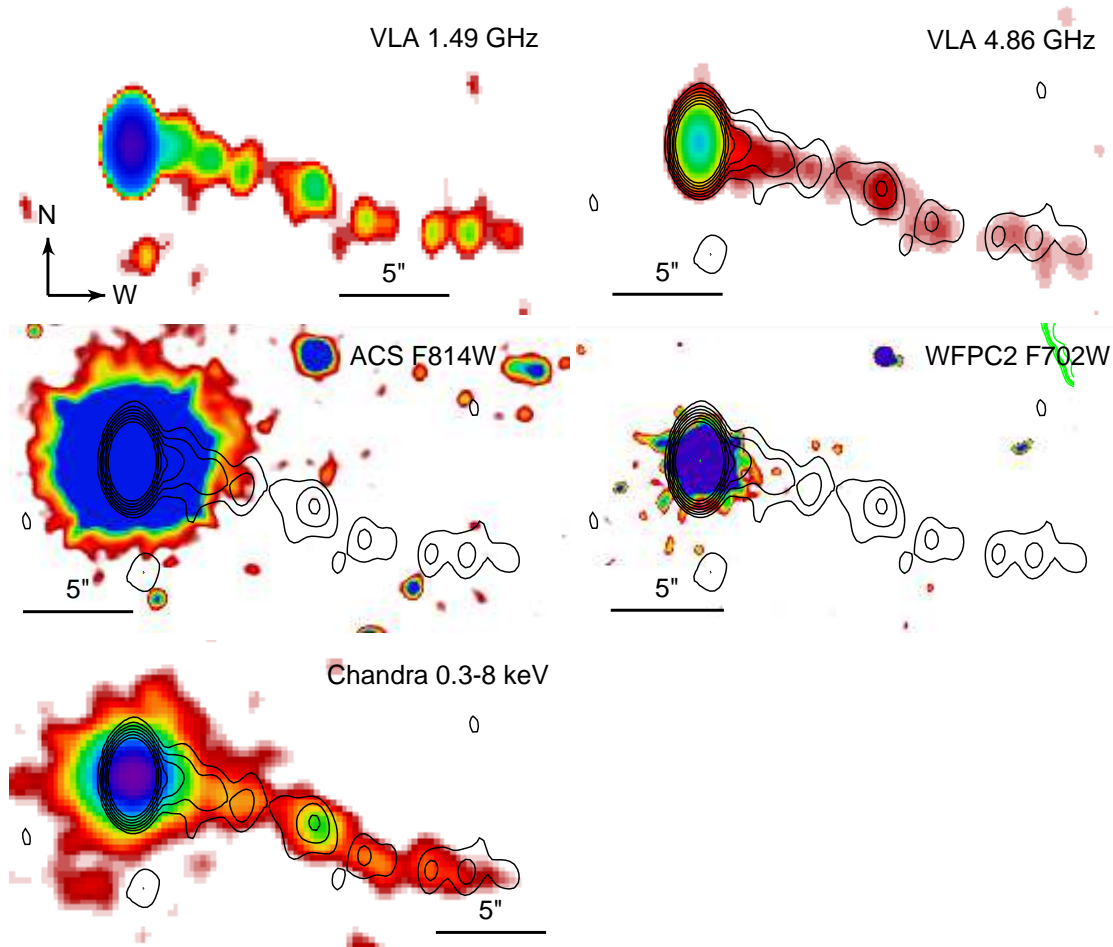 VLA 1.49 GHz
VLA 4.86 GHz
N
W
5"
5"
ACS F814W
WFPC2 F702W
5"
5"
Chandra 0.3-8 keV
5"